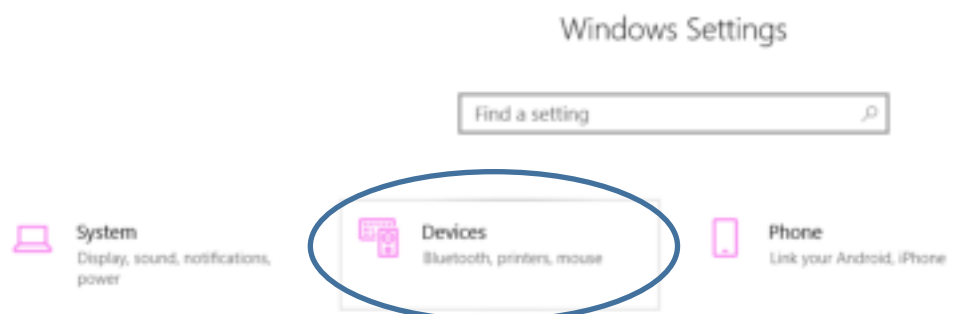 Windows Settings
Find a setting
System
Display, sound, notifications,
power
Devices
Bluetooth, printers, mouse
Phone
Link your Android, iPhone